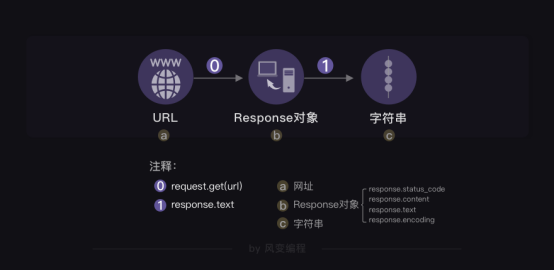 WWW
0
1
URL
Response对象
字符串
a
b
c
注释：
0 request.get(url)
1 response.text
a 网址
b Response对象
c 字符串
response.status_code
response.content
response.text
response.encoding
by 风变编程